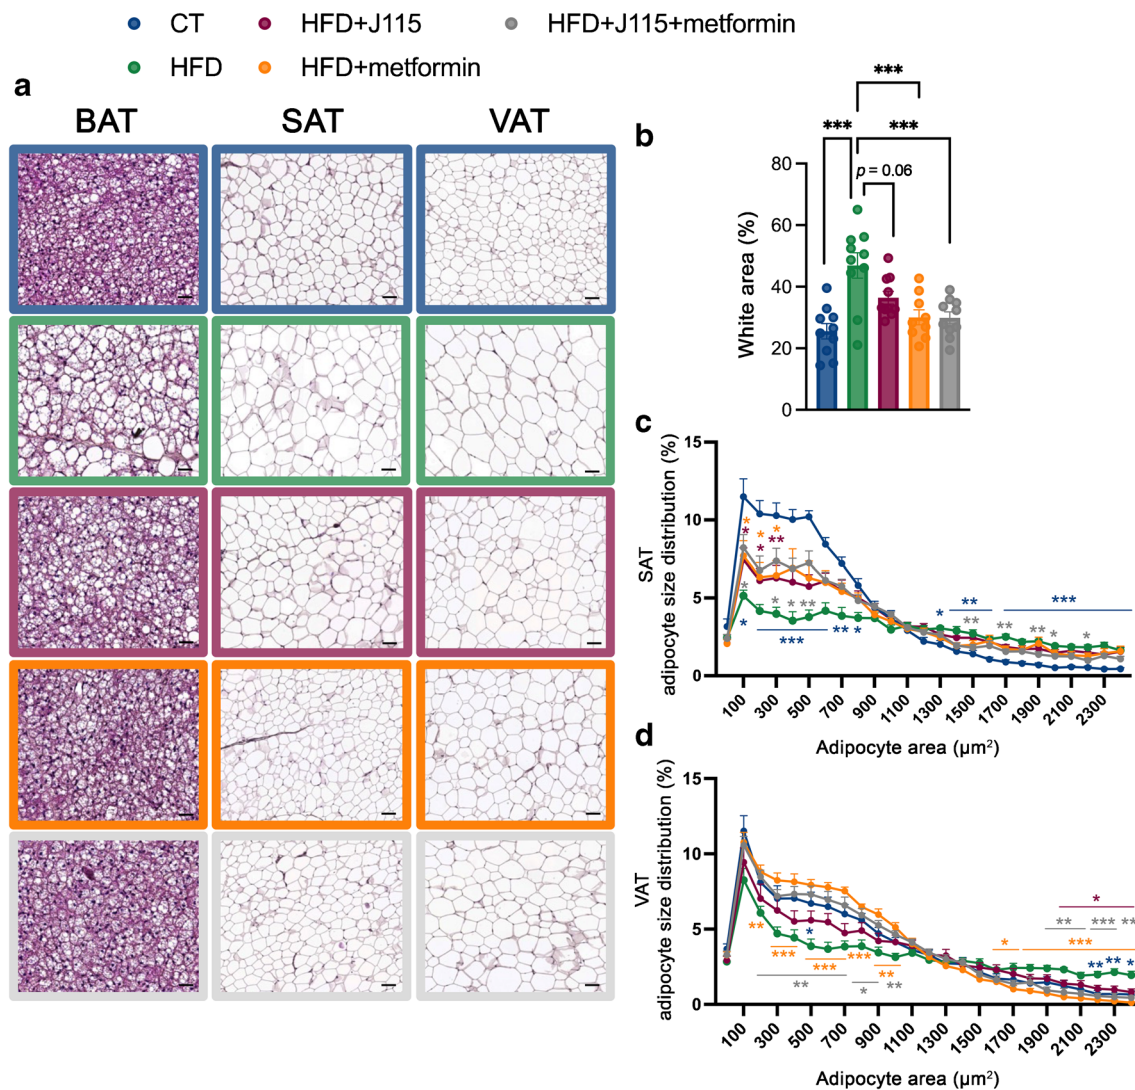 CT HFD+J115 HFD+J115+metformin
HFD HFD+metformin
a
BAT SAT VAT
b
***
*** ***
p = 0.06
White area (%)
80
60
40
20
0
c
SAT
adipocyte size distribution (%)
15
10
5
0
* * *
* * **
* * * **
* *** ** *
* ** ***
** ** ** * *
100 300 500 700 900 1100 1300 1500 1700 1900 2100 2300
Adipocyte area (µm²)
d
VAT
adipocyte size distribution (%)
15
10
5
0
*
** *** **
* ***
** ** *
** *** *** *** **
*
** * **
100 300 500 700 900 1100 1300 1500 1700 1900 2100 2300
Adipocyte area (µm²)